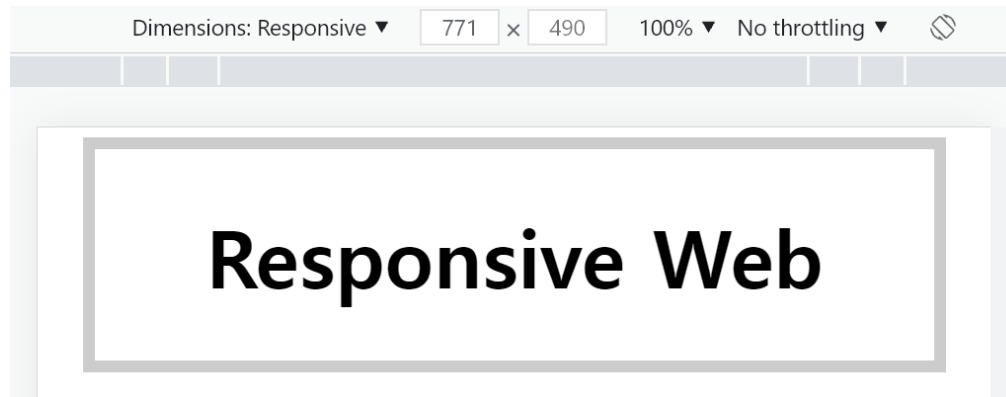 Dimensions: Responsive ▼ 771 × 490 100% ▼ No throttling ▼
Responsive Web